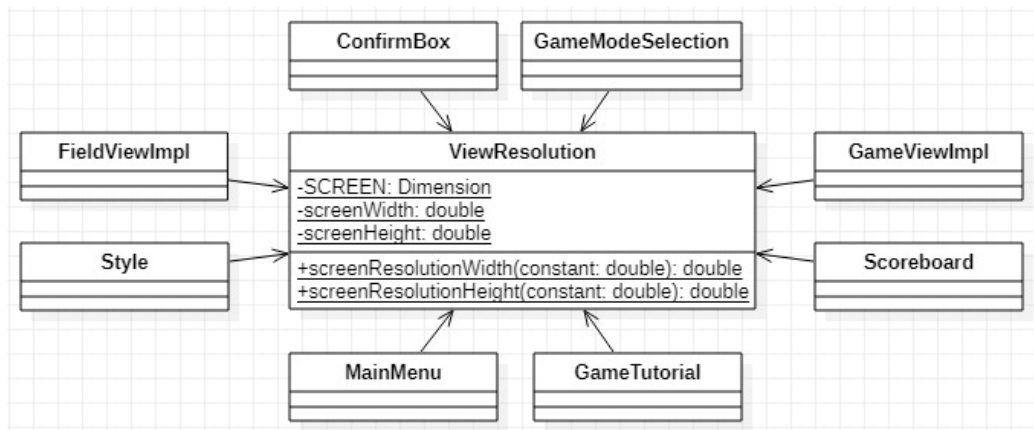 ConfirmBox
GameModeSelection
FieldViewImpl
ViewResolution
GameViewImpl
-SCREEN: Dimension
-screenWidth: double
-screenHeight: double
Style
Scoreboard
+screenResolutionWidth(constant: double): double
+screenResolutionHeight(constant: double): double
MainMenu
GameTutorial